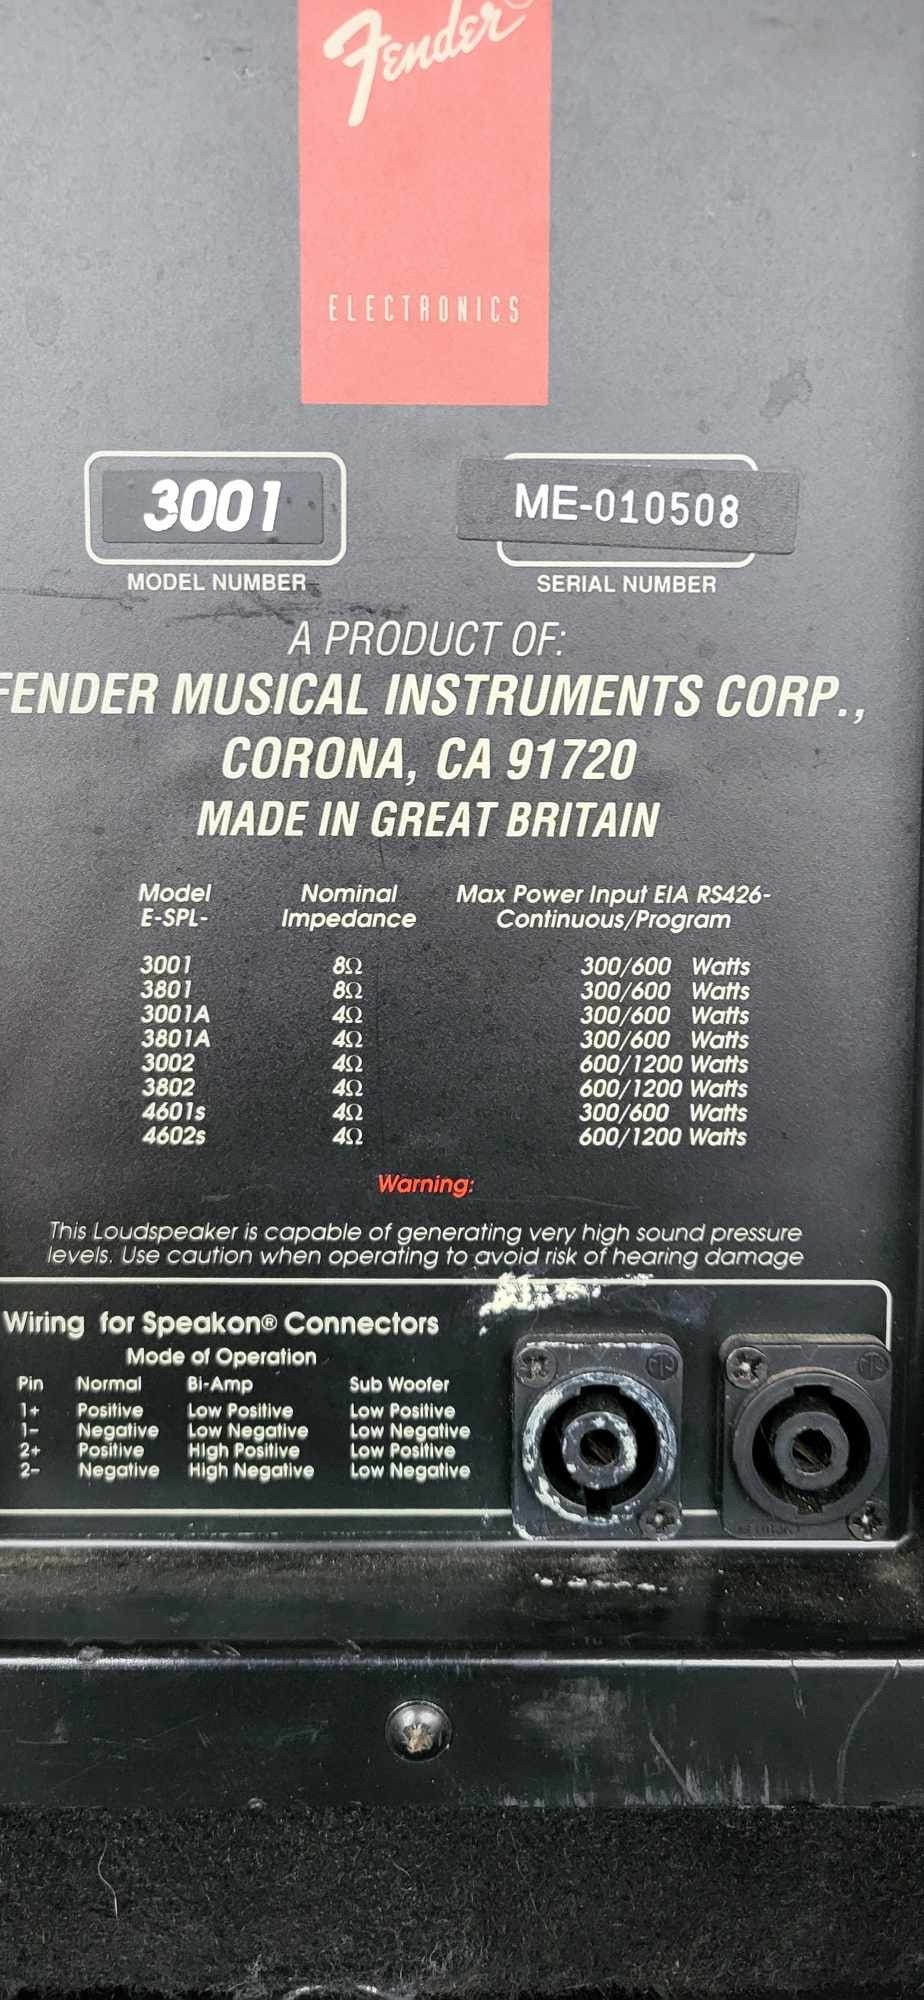 Fender
ELECTRONICS
3001
MODEL NUMBER
ME-010508
SERIAL NUMBER
A PRODUCT OF:
FENDER MUSICAL INSTRUMENTS CORP.,
CORONA, CA 91720
MADE IN GREAT BRITAIN
Model E-SPL- Nominal Impedance Max Power Input EIA RS426- Continuous/Program
3001 8Ω 300/600 Watts
3801 8Ω 300/600 Watts
3001A 4Ω 300/600 Watts
3801A 4Ω 300/600 Watts
3002 4Ω 600/1200 Watts
3802 4Ω 600/1200 Watts
4601s 4Ω 300/600 Watts
4602s 4Ω 600/1200 Watts
Warning:
This Loudspeaker is capable of generating very high sound pressure
levels. Use caution when operating to avoid risk of hearing damage
Wiring for Speakon® Connectors
Mode of Operation
Pin Normal Bi-Amp Sub Woofer
1+ Positive Low Positive Low Positive
1- Negative Low Negative Low Negative
2+ Positive High Positive Low Positive
2- Negative High Negative Low Negative